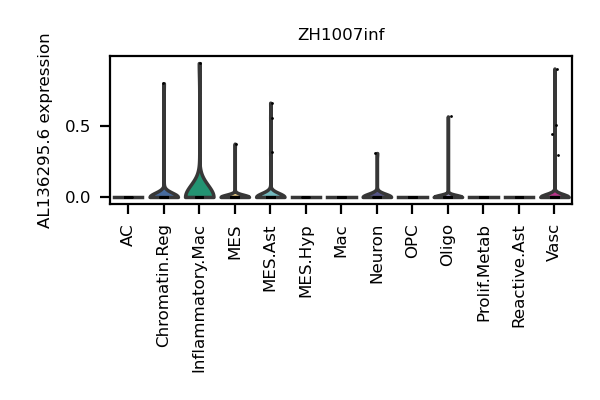 ZH1007inf
AL136295.6 expression
0.5
0.0
AC
Chromatin.Reg
Inflammatory.Mac
MES
MES.Ast
MES.Hyp
Mac
Neuron
OPC
Oligo
Prolif.Metab
Reactive.Ast
Vasc